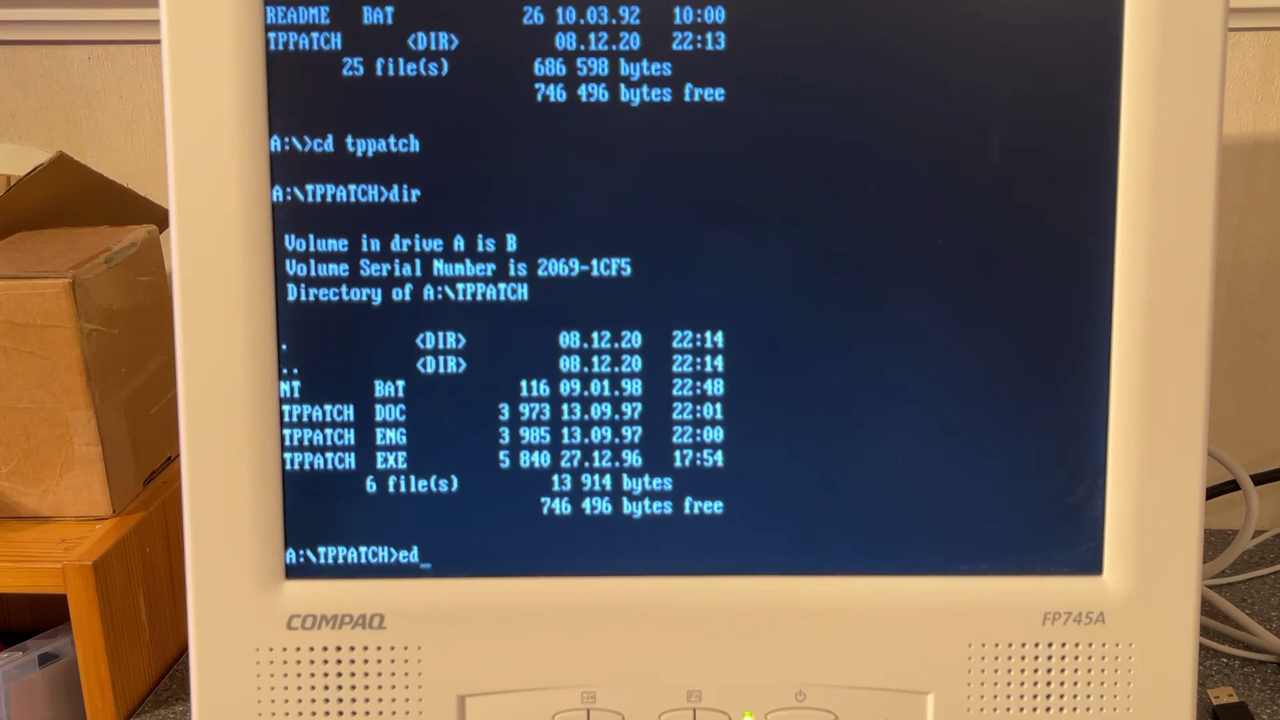 README BAT 26 10.03.92 10:00
TPPATCH <DIR> 08.12.20 22:13
25 file(s) 686 598 bytes
746 496 bytes free
A:\>cd tppatch
A:\TPPATCH>dir
Volume in drive A is B
Volume Serial Number is 2069-1CF5
Directory of A:\TPPATCH
. <DIR> 08.12.20 22:14
.. <DIR> 08.12.20 22:14
NT BAT 116 09.01.98 22:48
TPPATCH DOC 3 973 13.09.97 22:01
TPPATCH ENG 3 985 13.09.97 22:00
TPPATCH EXE 5 840 27.12.96 17:54
6 file(s) 13 914 bytes
746 496 bytes free
A:\TPPATCH>ed_
COMPAQ FP745A